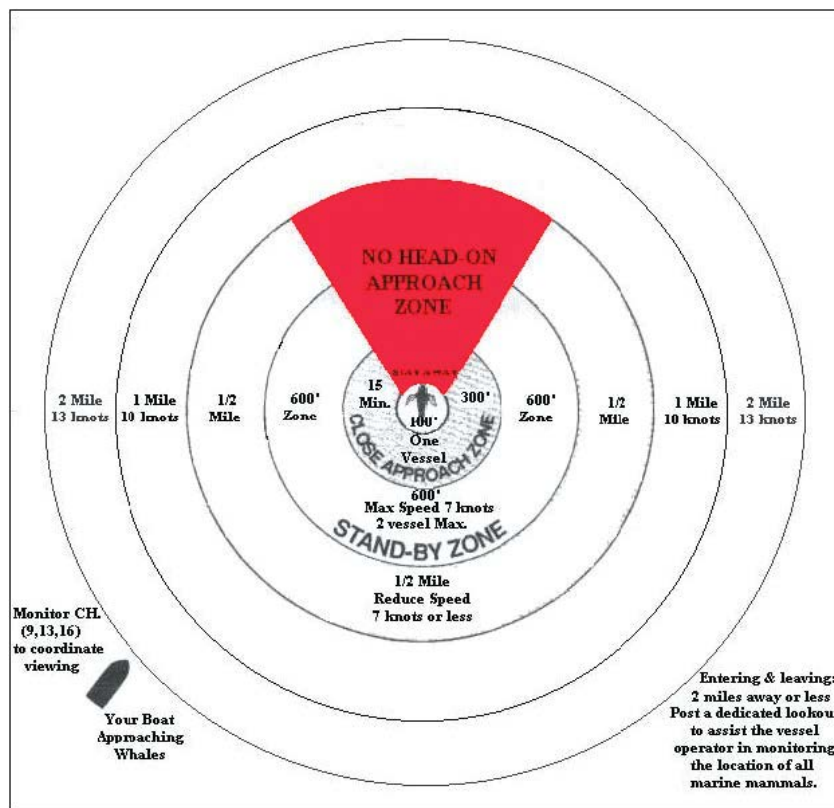 NO HEAD-ON
APPROACH
ZONE
STAY AWAY
2 Mile
13 knots
1 Mile
10 knots
1/2
Mile
600'
Zone
15
Min.
300'
600'
Zone
1/2
Mile
1 Mile
10 knots
2 Mile
13 knots
100'
One
Vessel
CLOSE APPROACH ZONE
600'
Max Speed 7 knots
2 vessel Max.
STAND-BY ZONE
1/2 Mile
Reduce Speed
7 knots or less
Monitor CH.
(9,13,16)
to coordinate
viewing
Your Boat
Approaching
Whales
Entering & leaving:
2 miles away or less
Post a dedicated lookout
to assist the vessel
operator in monitoring
the location of all
marine mammals.